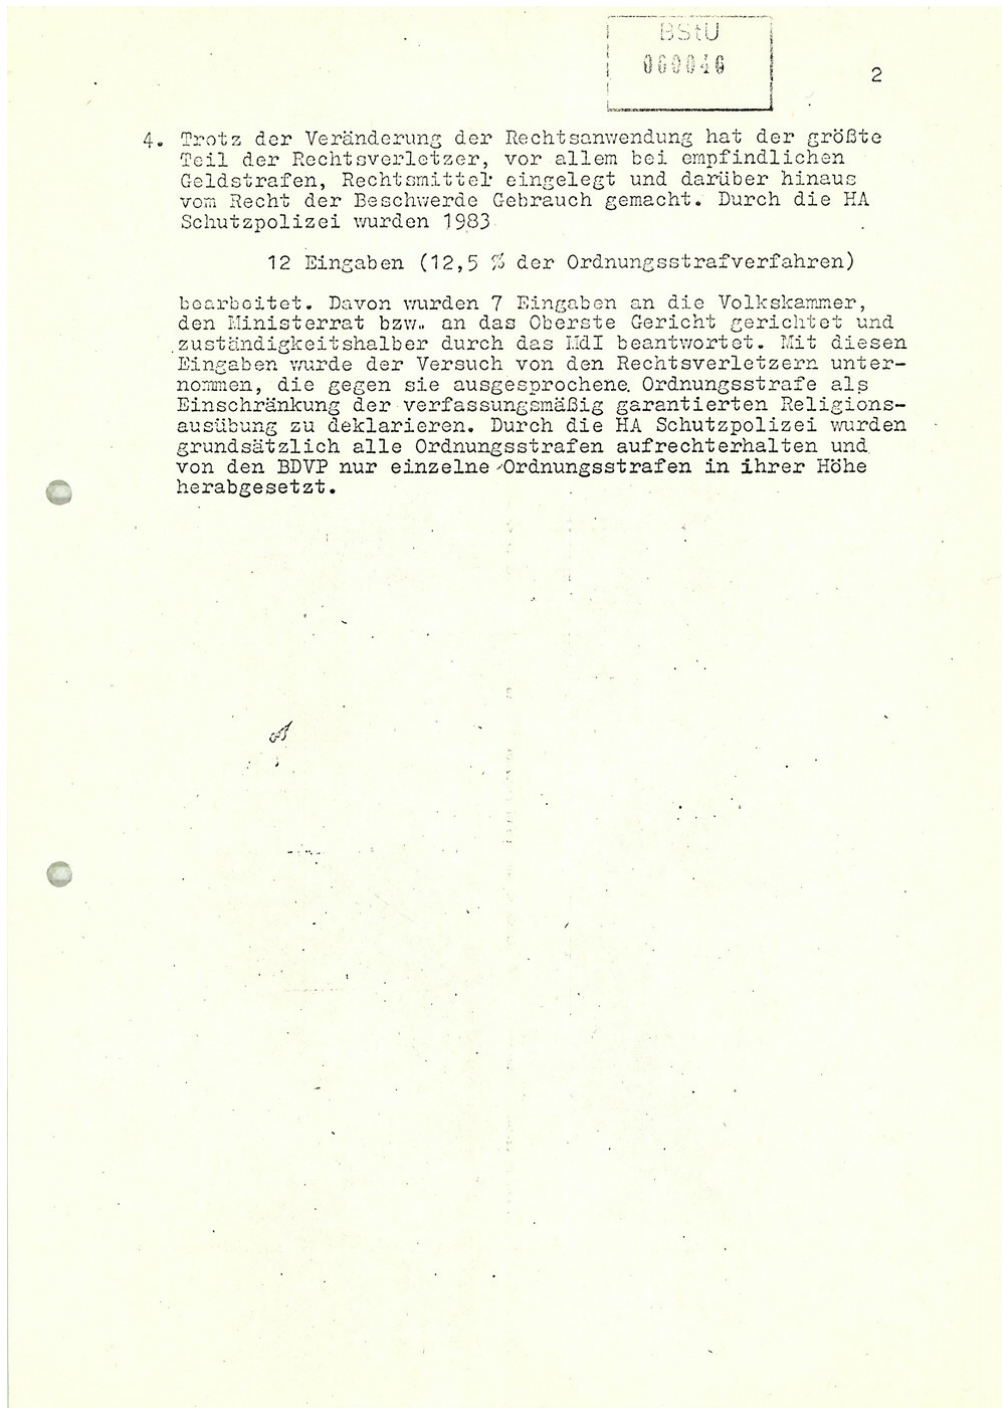 BStU
000046
2
4. Trotz der Veränderung der Rechtsanwendung hat der größte
Teil der Rechtsverletzer, vor allem bei empfindlichen
Geldstrafen, Rechtsmittel eingelegt und darüber hinaus
vom Recht der Beschwerde Gebrauch gemacht. Durch die HA
Schutzpolizei wurden 1983
12 Eingaben (12,5 % der Ordnungsstrafverfahren)
bearbeitet. Davon wurden 7 Eingaben an die Volkskammer,
den Ministerrat bzw. an das Oberste Gericht gerichtet und
zuständigkeitshalber durch das MdI beantwortet. Mit diesen
Eingaben wurde der Versuch von den Rechtsverletzern unter-
nommen, die gegen sie ausgesprochene Ordnungsstrafe als
Einschränkung der verfassungsmäßig garantierten Religions-
ausübung zu deklarieren. Durch die HA Schutzpolizei wurden
grundsätzlich alle Ordnungsstrafen aufrechterhalten und
von den BDVP nur einzelne Ordnungsstrafen in ihrer Höhe
herabgesetzt.